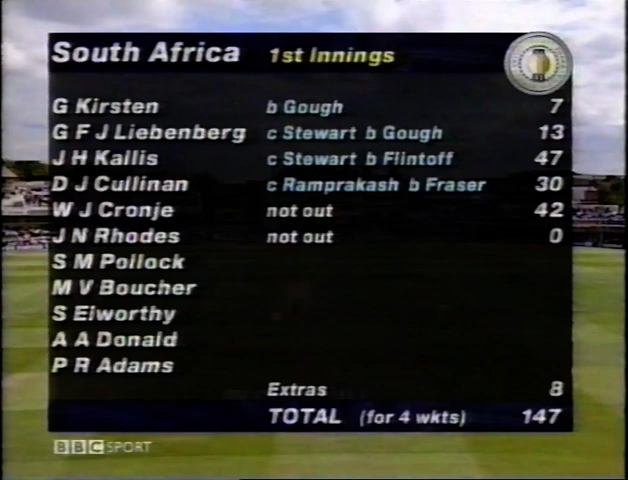 South Africa 1st Innings
G Kirsten b Gough 7
G F J Liebenberg c Stewart b Gough 13
J H Kallis c Stewart b Flintoff 47
D J Cullinan c Ramprakash b Fraser 30
W J Cronje not out 42
J N Rhodes not out 0
S M Pollock
M V Boucher
S Elworthy
A A Donald
P R Adams
Extras 8
TOTAL (for 4 wkts) 147
BBC SPORT